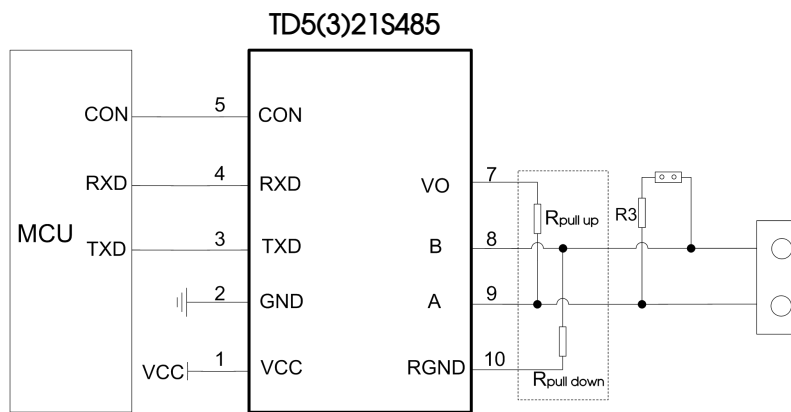 TD5(3)21S485
CON 5 CON
RXD 4 RXD
VO 7
Rpull up
R3
MCU
TXD 3 TXD
B 8
GND 2
A 9
VCC 1 VCC
RGND 10
Rpull down